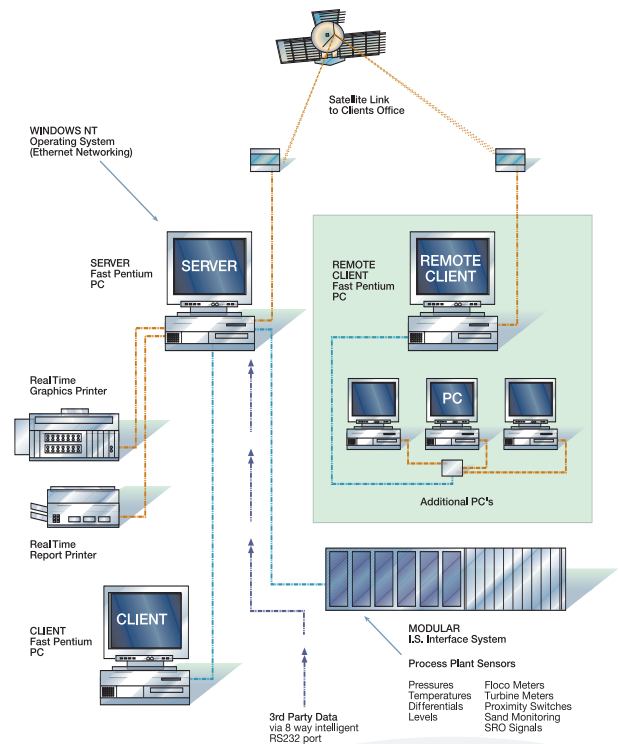 Satellite Link
to Clients Office
WINDOWS NT
Operating System
(Ethernet Networking)
SERVER
Fast Pentium
PC
SERVER
REMOTE
CLIENT
Fast Pentium
PC
REMOTE
CLIENT
RealTime
Graphics Printer
PC
Additional PC's
RealTime
Report Printer
CLIENT
Fast Pentium
PC
CLIENT
MODULAR
I.S. Interface System
Process Plant Sensors
Pressures
Temperatures
Differentials
Levels
Floco Meters
Turbine Meters
Proximity Switches
Sand Monitoring
SRO Signals
3rd Party Data
via 8 way intelligent
RS232 port